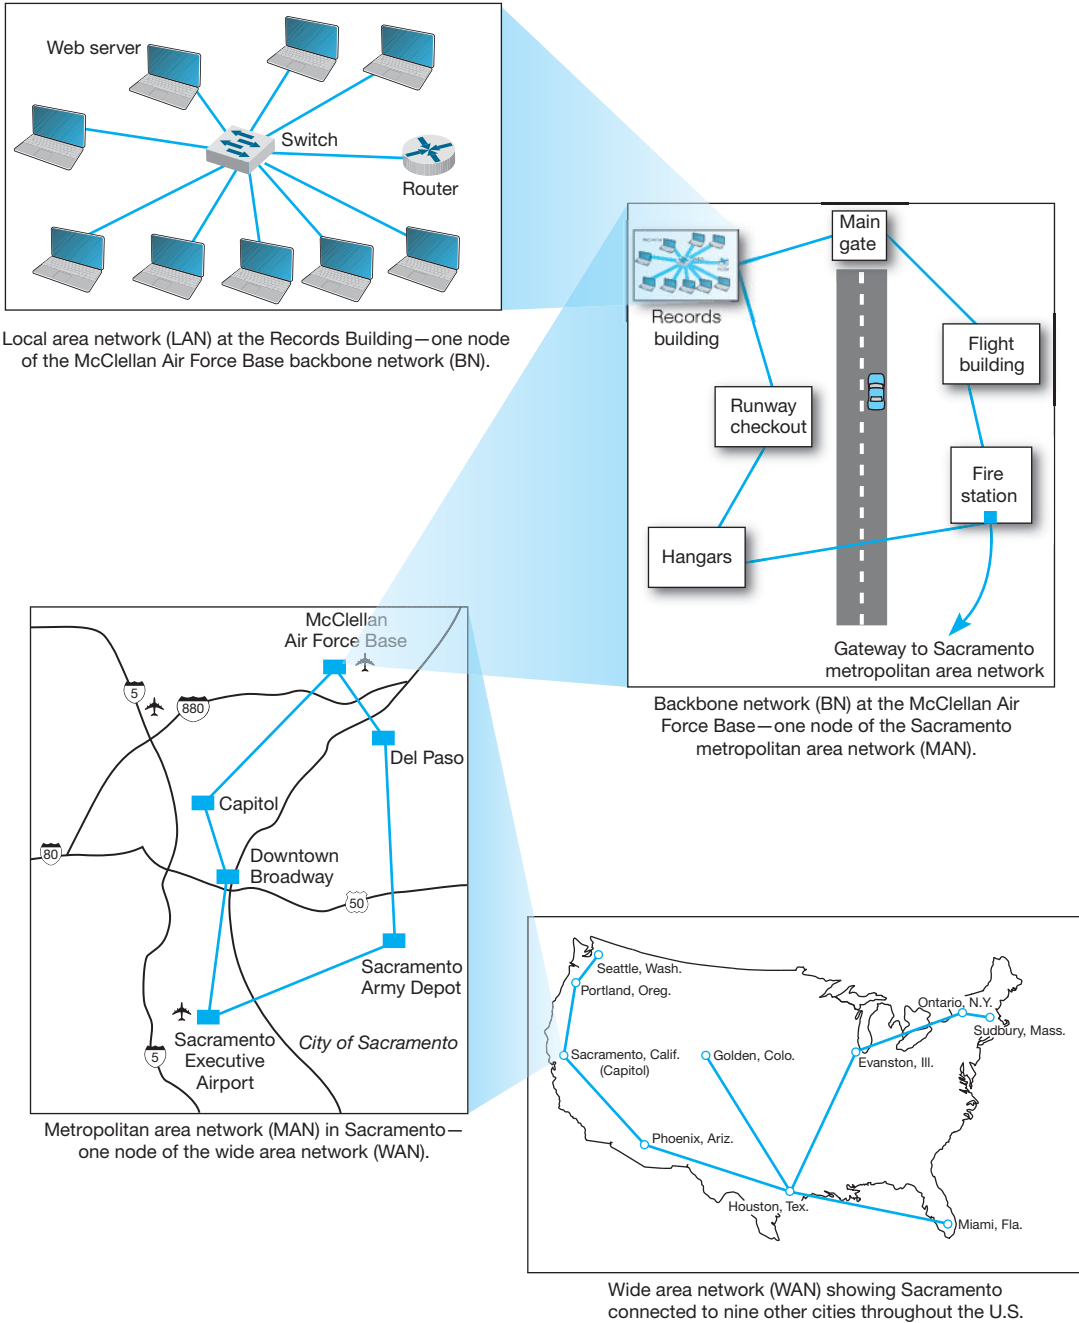 Web server
Switch
Router
Local area network (LAN) at the Records Building—one node
of the McClellan Air Force Base backbone network (BN).
Main
gate
Records
building
Flight
building
Runway
checkout
Fire
station
Hangars
Gateway to Sacramento
metropolitan area network
Backbone network (BN) at the McClellan Air
Force Base—one node of the Sacramento
metropolitan area network (MAN).
McClellan
Air Force Base
5
880
Del Paso
Capitol
80
Downtown
Broadway
50
Sacramento
Army Depot
Sacramento
Executive
Airport
City of Sacramento
5
Metropolitan area network (MAN) in Sacramento—
one node of the wide area network (WAN).
Seattle, Wash.
Portland, Oreg.
Ontario, N.Y.
Sudbury, Mass.
Sacramento, Calif.
(Capitol)
Golden, Colo.
Evanston, Ill.
Phoenix, Ariz.
Houston, Tex.
Miami, Fla.
Wide area network (WAN) showing Sacramento
connected to nine other cities throughout the U.S.